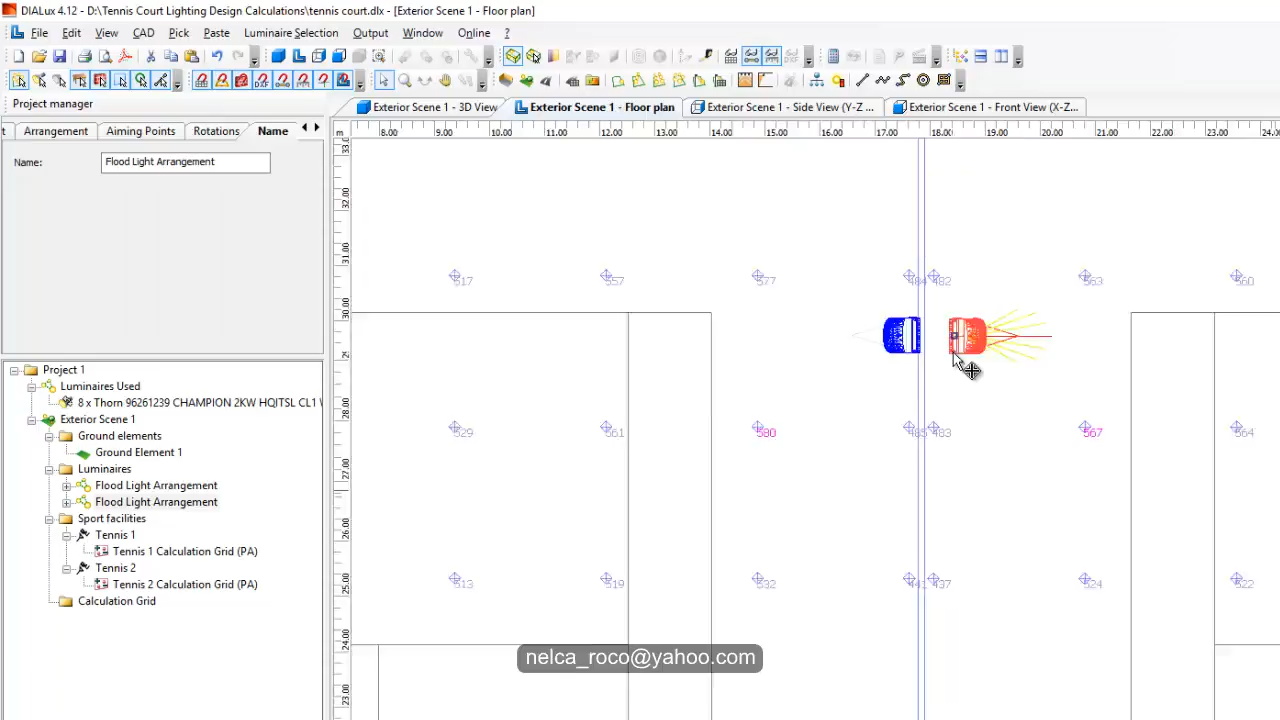 DIALux 4.12 - D:\Tennis Court Lighting Design Calculations\tennis court.dlx - [Exterior Scene 1 - Floor plan]
File Edit View CAD Pick Paste Luminaire Selection Output Window Online ?
Project manager
Exterior Scene 1 - 3D View
Exterior Scene 1 - Floor plan
Exterior Scene 1 - Side View (Y-Z ...
Exterior Scene 1 - Front View (X-Z...
t Arrangement Aiming Points Rotations Name
m 8.00 9.00 10.00 11.00 12.00 13.00 14.00 15.00 16.00 17.00 18.00 19.00 20.00 21.00 22.00 23.00 24.0
Name: Flood Light Arrangement
32.00
31.00
30.00
28.00
27.00
26.00
25.00
24.00
23.00
517 557 577 482 563 560
529 561 580 483 567 564
513 519 532 437 524 522
Project 1
Luminaires Used
8 x Thorn 96261239 CHAMPION 2KW HQITSL CL1
Exterior Scene 1
Ground elements
Ground Element 1
Luminaires
Flood Light Arrangement
Flood Light Arrangement
Sport facilities
Tennis 1
Tennis 1 Calculation Grid (PA)
Tennis 2
Tennis 2 Calculation Grid (PA)
Calculation Grid
nelca_roco@yahoo.com